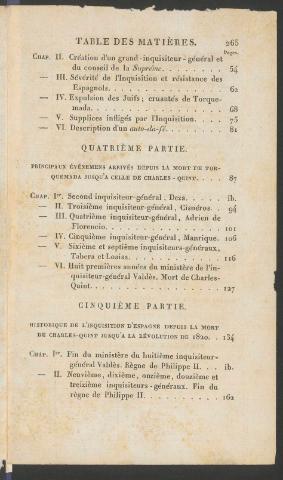 TABLE DES MATIÈRES. 265
Pages.
CHAP. II. Création d'un grand-inquisiteur-général et
du conseil de la Suprême. . . . . . . 54
— III. Sévérité de l'Inquisition et résistance des
Espagnols. . . . . . . . 62
— IV. Expulsion des Juifs; cruautés de Torque-
mada. . . . . . . . . 68
— V. Supplices infligés par l'Inquisition. . . . 75
— VI. Description d'un auto-da-fé. . . . . . 81
QUATRIÈME PARTIE.
PRINCIPAUX ÉVÉNEMENS ARRIVÉS DEPUIS LA MORT DE TOR-
QUEMADA JUSQU'A CELLE DE CHARLES-QUINT. . . . 87
CHAP. Ier. Second inquisiteur-général, Deza. . . . ib.
— II. Troisième inquisiteur-général, Cisnéros. . 94
— III. Quatrième inquisiteur-général, Adrien de
Florencio. . . . . . . . 101
— IV. Cinquième inquisiteur-général, Manrique. 106
— V. Sixième et septième inquisiteurs-généraux,
Tabera et Loaisa. . . . . . . 116
— VI. Huit premières années du ministère de l'in-
quisiteur-général Valdès. Mort de Charles-
Quint. . . . . . . . . 127
CINQUIÈME PARTIE.
HISTORIQUE DE L'INQUISITION D'ESPAGNE DEPUIS LA MORT
DE CHARLES-QUINT JUSQU'A LA RÉVOLUTION DE 1820. . 134
CHAP. Ier. Fin du ministère du huitième inquisiteur-
général Valdès. Règne de Philippe II. . . ib.
— II. Neuvième, dixième, onzième, douzième et
treizième inquisiteurs-généraux. Fin du
règne de Philippe II. . . . . . . 162